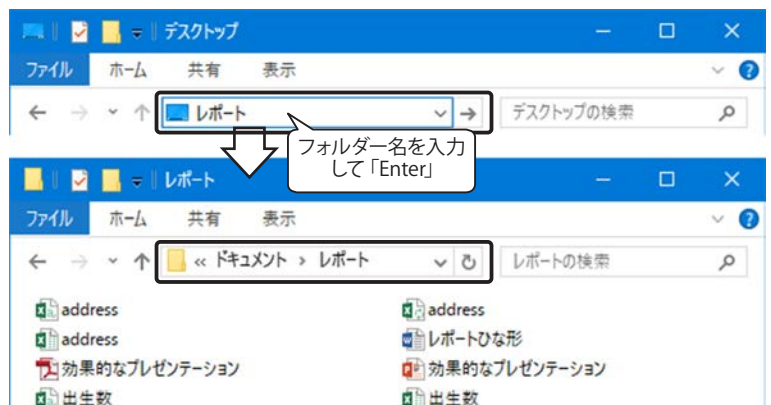 デスクトップ
ファイル ホーム 共有 表示
レポート
デスクトップの検索
フォルダー名を入力
して「Enter」
レポート
ファイル ホーム 共有 表示
« ドキュメント › レポート
レポートの検索
address address
address レポートひな形
効果的なプレゼンテーション 効果的なプレゼンテーション
出生数 出生数